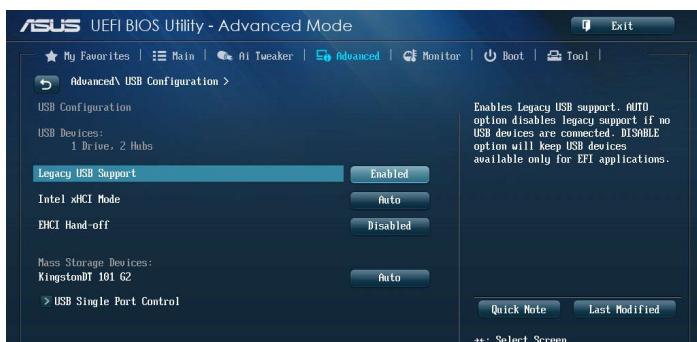 ASUS UEFI BIOS Utility - Advanced Mode
Exit
My Favorites | Main | Ai Tweaker | Advanced | Monitor | Boot | Tool |
Advanced\ USB Configuration >
USB Configuration
USB Devices:
1 Drive, 2 Hubs
Legacy USB Support Enabled
Intel xHCI Mode Auto
EHCI Hand-off Disabled
Mass Storage Devices:
KingstonDT 101 G2 Auto
> USB Single Port Control
Enables Legacy USB support. AUTO
option disables legacy support if no
USB devices are connected. DISABLE
option will keep USB devices
available only for EFI applications.
Quick Note Last Modified
→←: Select Screen